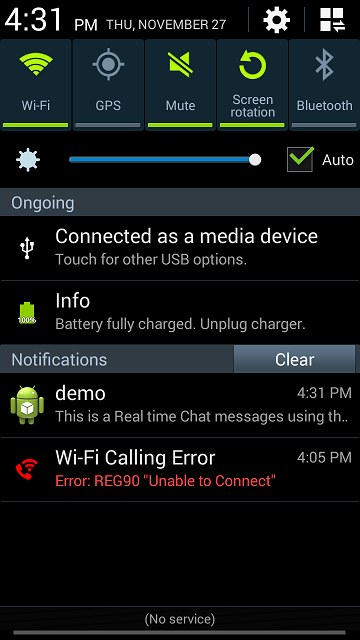 4:31 PM THU, NOVEMBER 27
Wi-Fi
GPS
Mute
Screen
rotation
Bluetooth
Auto
Ongoing
Connected as a media device
Touch for other USB options.
100%
Info
Battery fully charged. Unplug charger.
Notifications
Clear
demo 4:31 PM
This is a Real time Chat messages using th..
Wi-Fi Calling Error 4:05 PM
Error: REG90 "Unable to Connect"
(No service)